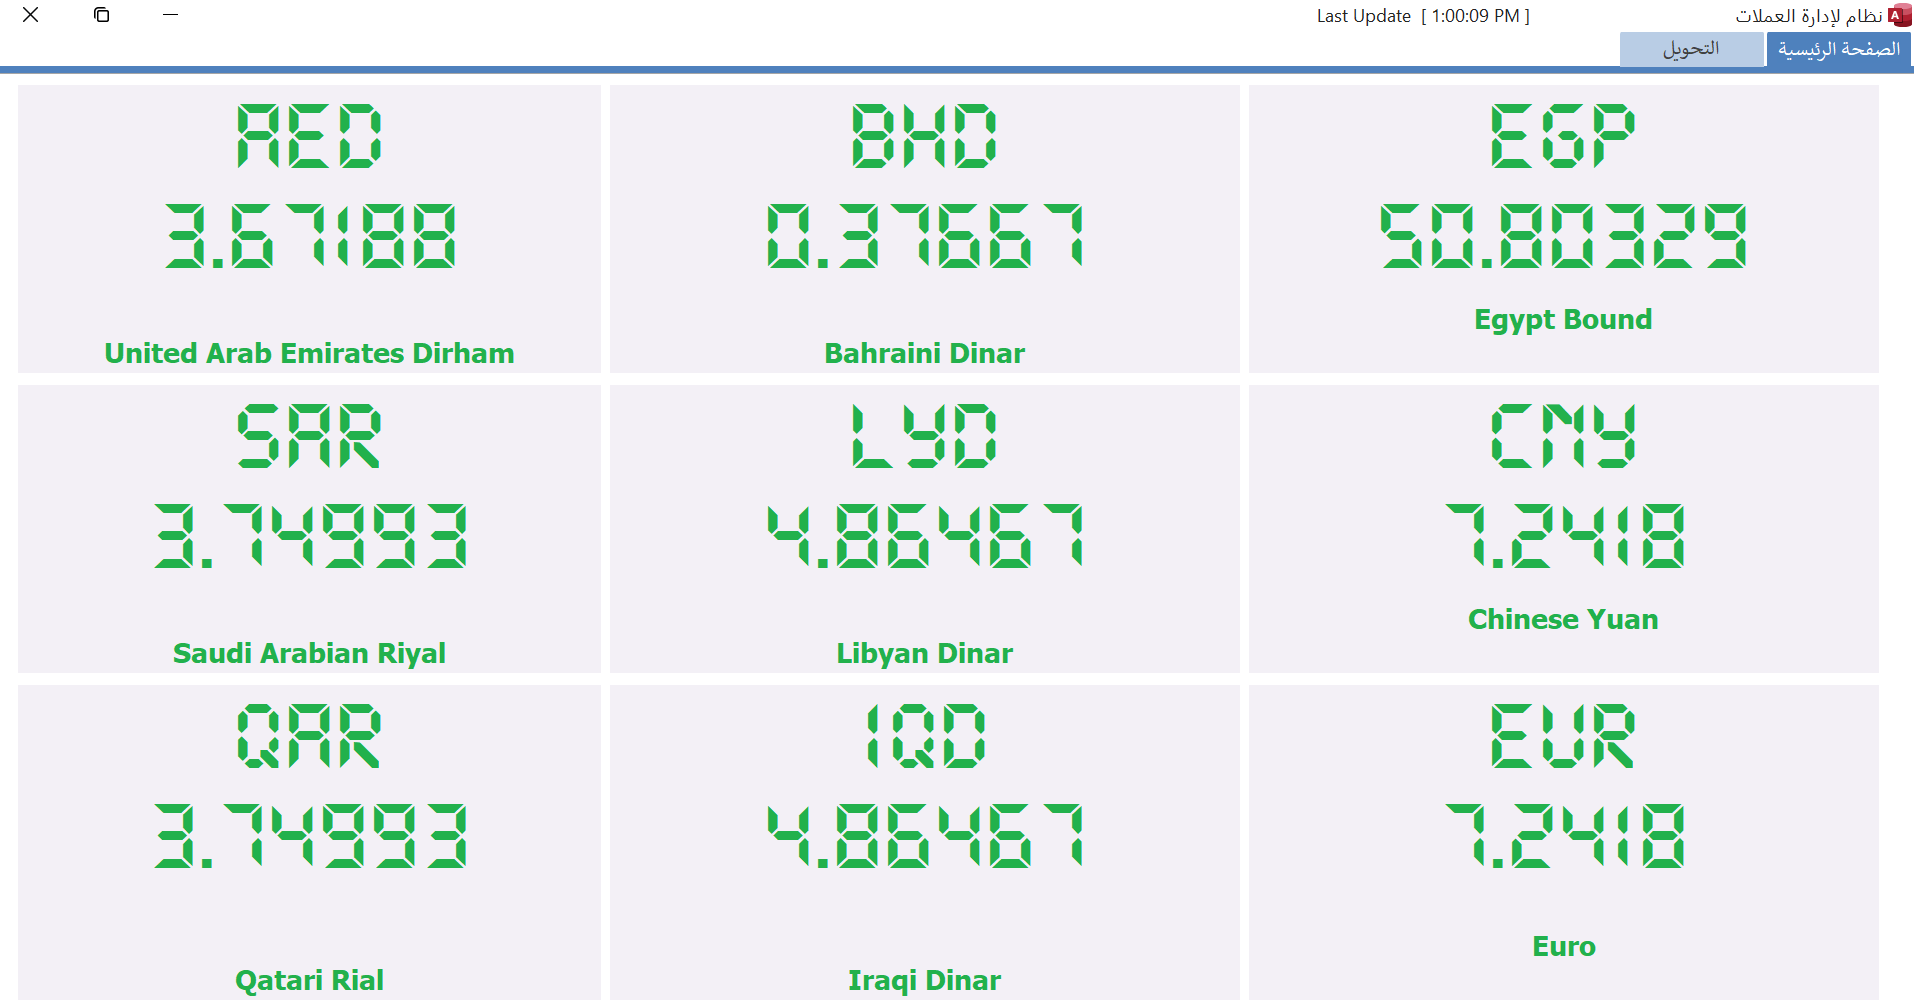 نظام لإدارة العملات
Last Update [ 1:00:09 PM ]
الصفحة الرئيسية
التحويل
AED
3.67188
United Arab Emirates Dirham
BHD
0.37667
Bahraini Dinar
EGP
50.80329
Egypt Bound
SAR
3.74993
Saudi Arabian Riyal
LYD
4.86467
Libyan Dinar
CNY
7.2418
Chinese Yuan
QAR
3.74993
Qatari Rial
IQD
4.86467
Iraqi Dinar
EUR
7.2418
Euro